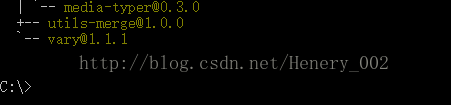 | `-- media-typer@0.3.0
+-- utils-merge@1.0.0
`-- vary@1.1.1
http://blog.csdn.net/Henery_002
C:\>